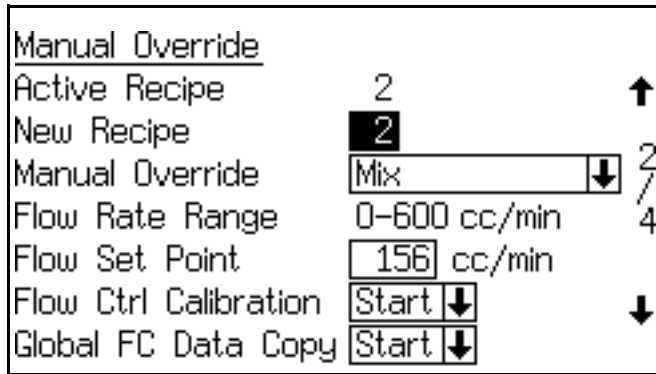 Manual Override
Active Recipe 2
New Recipe 2
Manual Override Mix
Flow Rate Range 0-600 cc/min
Flow Set Point 156 cc/min
Flow Ctrl Calibration Start
Global FC Data Copy Start
2/4